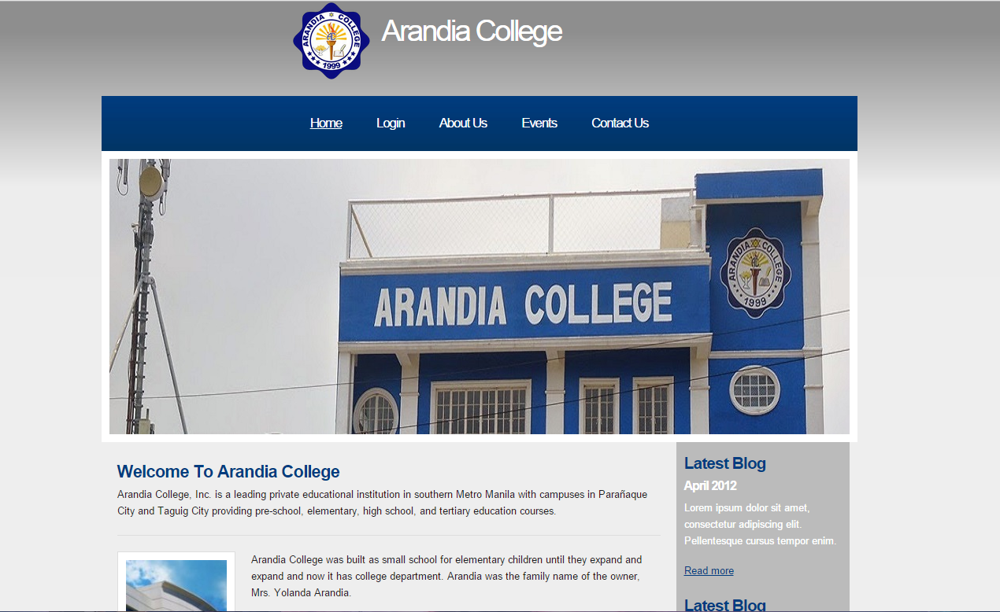 ARANDIA COLLEGE
1999
Arandia College
Home
Login
About Us
Events
Contact Us
ARANDIA COLLEGE
ARANDIA COLLEGE
1999
Welcome To Arandia College
Arandia College, Inc. is a leading private educational institution in southern Metro Manila with campuses in Parañaque
City and Taguig City providing pre-school, elementary, high school, and tertiary education courses.
Arandia College was built as small school for elementary children until they expand and
expand and now it has college department. Arandia was the family name of the owner,
Mrs. Yolanda Arandia.
Latest Blog
April 2012
Lorem ipsum dolor sit amet,
consectetur adipiscing elit.
Pellentesque cursus tempor enim.
Read more
Latest Blog